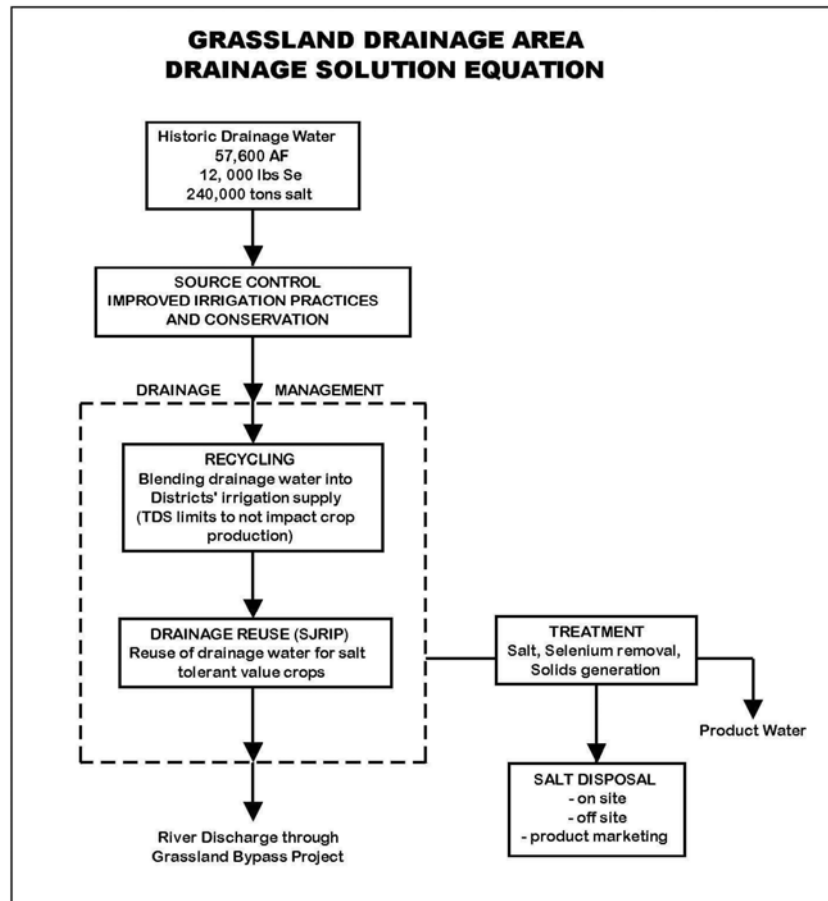 GRASSLAND DRAINAGE AREA
DRAINAGE SOLUTION EQUATION
Historic Drainage Water
57,600 AF
12, 000 lbs Se
240,000 tons salt
SOURCE CONTROL
IMPROVED IRRIGATION PRACTICES
AND CONSERVATION
DRAINAGE MANAGEMENT
RECYCLING
Blending drainage water into
Districts' irrigation supply
(TDS limits to not impact crop
production)
DRAINAGE REUSE (SJRIP)
Reuse of drainage water for salt
tolerant value crops
TREATMENT
Salt, Selenium removal,
Solids generation
Product Water
SALT DISPOSAL
- on site
- off site
- product marketing
River Discharge through
Grassland Bypass Project